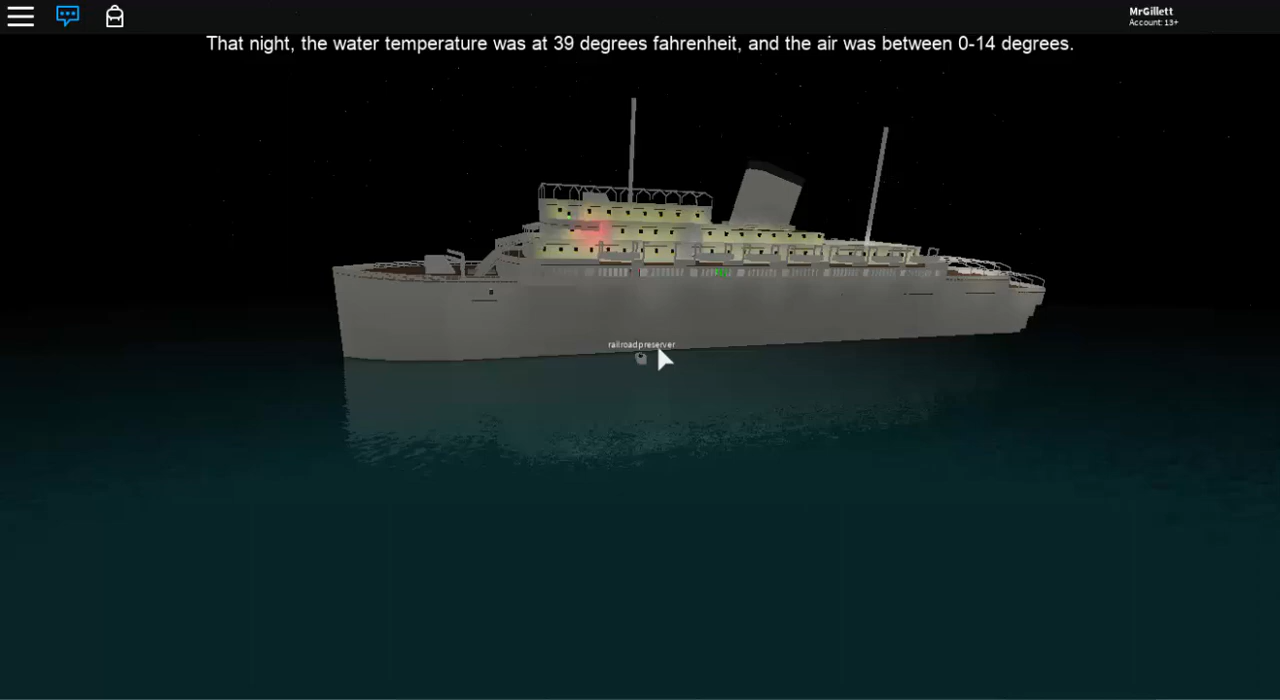 MrGillett
Account: 13+
That night, the water temperature was at 39 degrees fahrenheit, and the air was between 0-14 degrees.
railroadpreserver